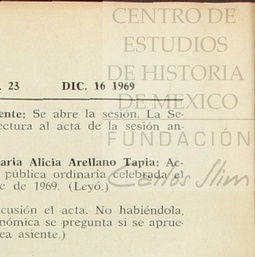 CENTRO DE
ESTUDIOS
DE HISTORIA
DE MEXICO
FUNDACIÓN
Carlos Slim
. 23 DIC. 16 1969
ente: Se abre la sesión. La Se-
ectura al acta de la sesión an-
aria Alicia Arellano Tapia: Ac-
pública ordinaria celebrada el
e de 1969. (Leyó.)
cusión el acta. No habiéndola,
nómica se pregunta si se aprue-
ea asiente.)